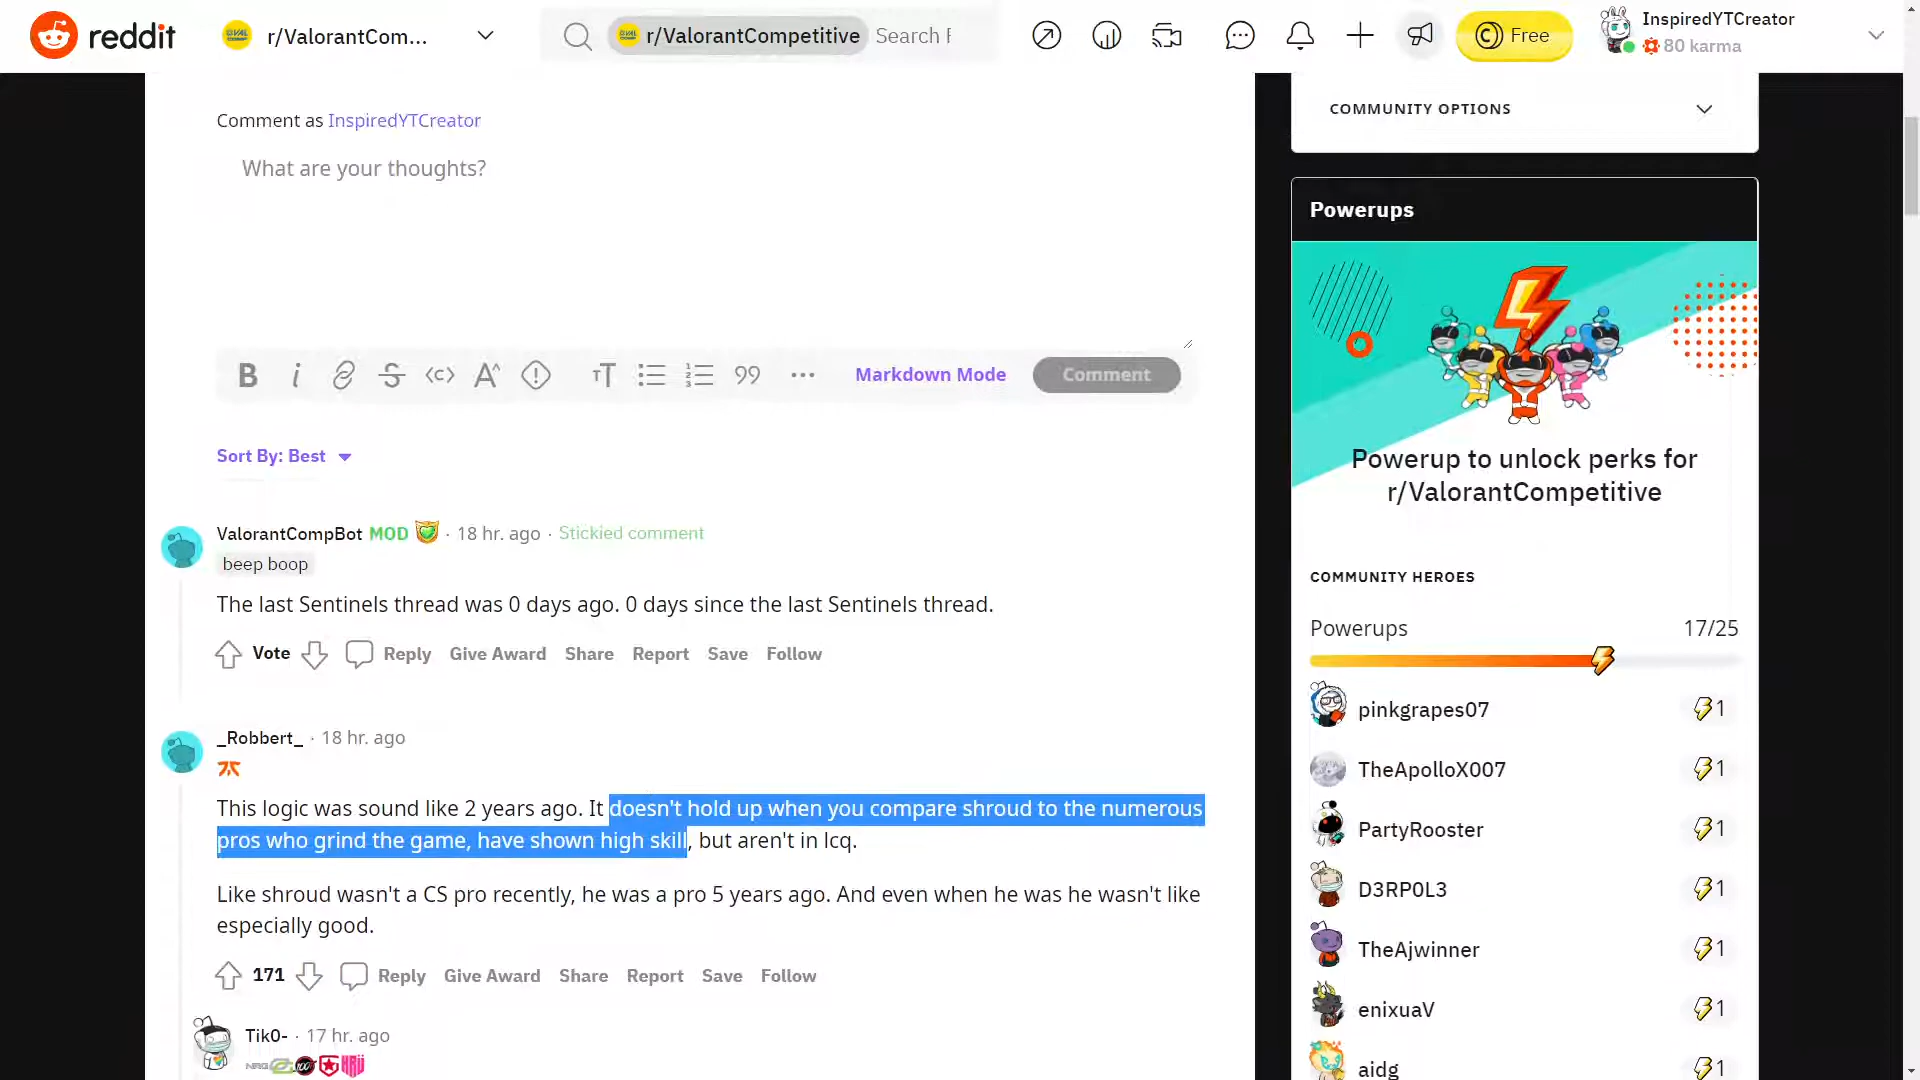 reddit
r/ValorantCom...
r/ValorantCompetitive Search
Free
InspiredYTCreator
80 karma
Comment as InspiredYTCreator
What are your thoughts?
Markdown Mode
Comment
Sort By: Best
ValorantCompBot MOD · 18 hr. ago · Stickied comment
beep boop
The last Sentinels thread was 0 days ago. 0 days since the last Sentinels thread.
Vote Reply Give Award Share Report Save Follow
_Robbert_ · 18 hr. ago
This logic was sound like 2 years ago. It doesn't hold up when you compare shroud to the numerous
pros who grind the game, have shown high skill, but aren't in lcq.
Like shroud wasn't a CS pro recently, he was a pro 5 years ago. And even when he was he wasn't like
especially good.
171 Reply Give Award Share Report Save Follow
Tik0- · 17 hr. ago
COMMUNITY OPTIONS
Powerups
Powerup to unlock perks for
r/ValorantCompetitive
COMMUNITY HEROES
Powerups 17/25
pinkgrapes07 1
TheApolloX007 1
PartyRooster 1
D3RP0L3 1
TheAjwinner 1
enixuaV 1
aidg 1